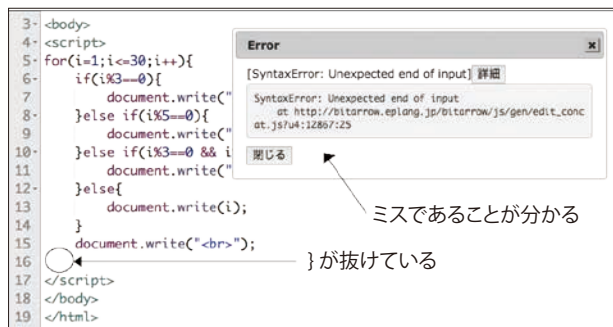 3- <body>
4- <script>
5- for(i=1;i<=30;i++){
6- if(i%3==0){
7 document.write("
8- }else if(i%5==0){
9 document.write("
10- }else if(i%3==0 && i
11 document.write("
12- }else{
13 document.write(i);
14 }
15 document.write("<br>");
16
17 </script>
18 </body>
19 </html>
Error x
[SyntaxError: Unexpected end of input] 詳細
SyntaxError: Unexpected end of input
at http://bitarrow.eplang.jp/bitarrow/js/gen/edit_conc
at.js?u4:12867:25
閉じる
ミスであることが分かる
} が抜けている